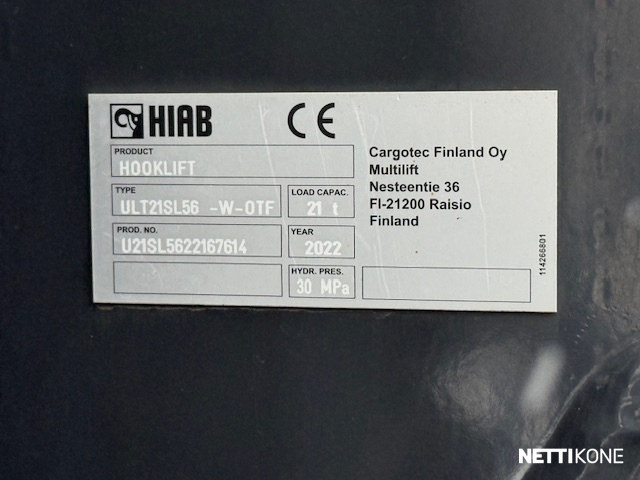 HIAB CE
PRODUCT
HOOKLIFT
TYPE
ULT21SL56 -W-OTF
LOAD CAPAC.
21 t
PROD. NO.
U21SL5622167614
YEAR
2022
HYDR. PRES.
30 MPa
Cargotec Finland Oy
Multilift
Nesteentie 36
FI-21200 Raisio
Finland
114266801
NETTIKONE